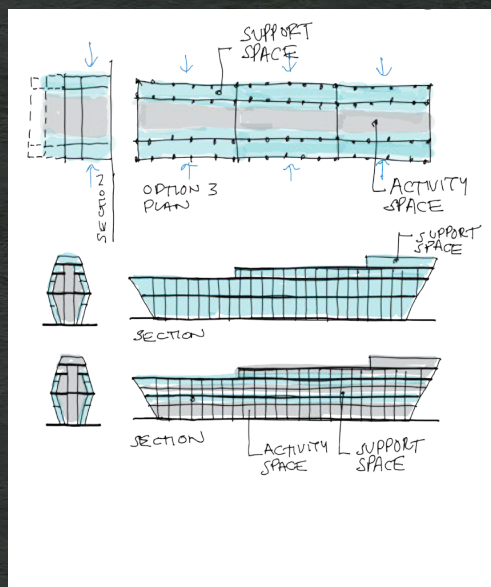 SUPPORT
SPACE
SECTION
OPTION 3
PLAN
ACTIVITY
SPACE
SUPPORT
SPACE
SECTION
SECTION
ACTIVITY
SPACE
SUPPORT
SPACE